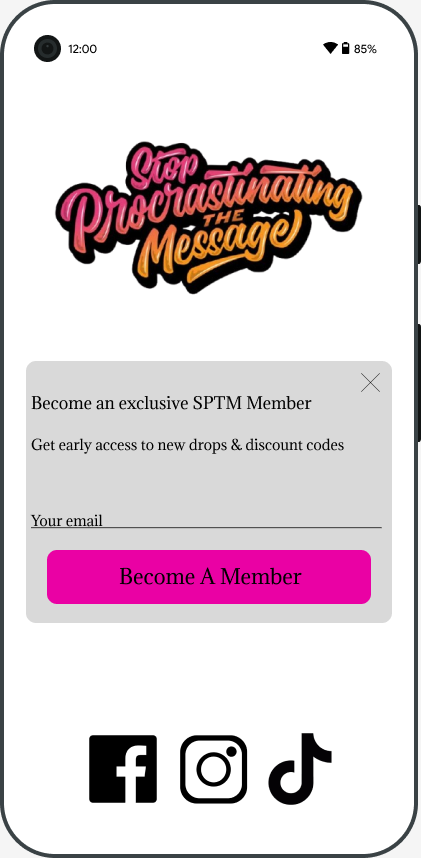 12:00
85%
Stop
Procrastinating
THE
Message
Become an exclusive SPTM Member
Get early access to new drops & discount codes
Your email
Become A Member